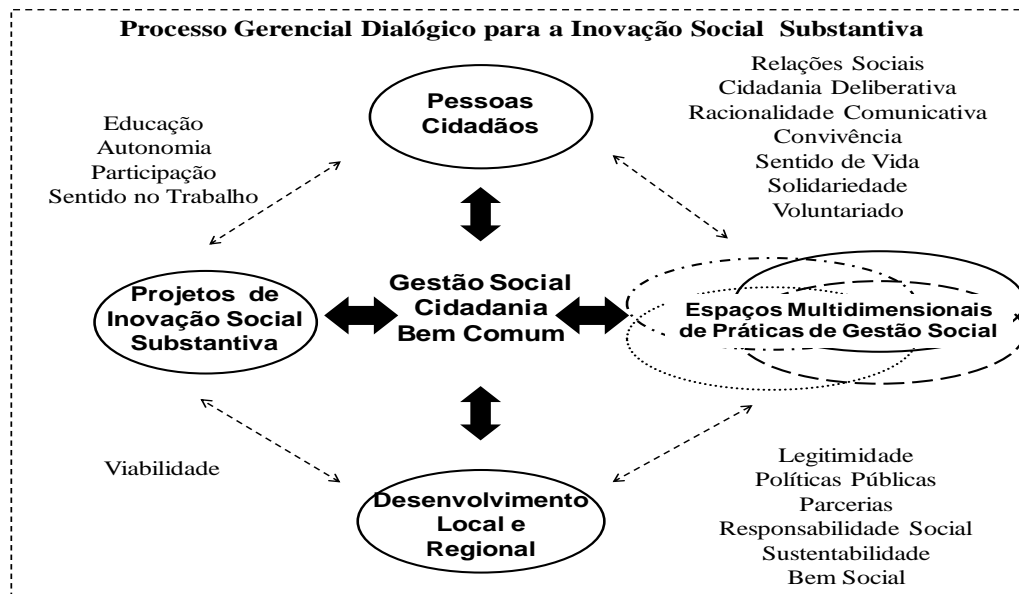 Processo Gerencial Dialógico para a Inovação Social Substantiva
Pessoas
Cidadãos
Relações Sociais
Cidadania Deliberativa
Racionalidade Comunicativa
Convivência
Sentido de Vida
Solidariedade
Voluntariado
Educação
Autonomia
Participação
Sentido no Trabalho
Projetos de
Inovação Social
Substantiva
Gestão Social
Cidadania
Bem Comum
Espaços Multidimensionais
de Práticas de Gestão Social
Viabilidade
Desenvolvimento
Local e
Regional
Legitimidade
Políticas Públicas
Parcerias
Responsabilidade Social
Sustentabilidade
Bem Social